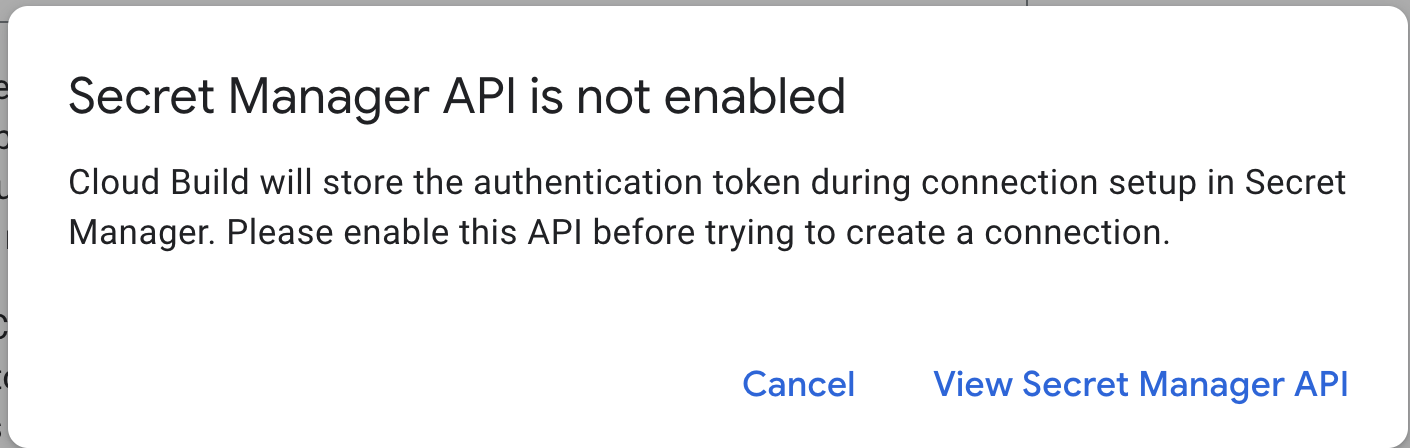 Secret Manager API is not enabled
Cloud Build will store the authentication token during connection setup in Secret
Manager. Please enable this API before trying to create a connection.
Cancel
View Secret Manager API